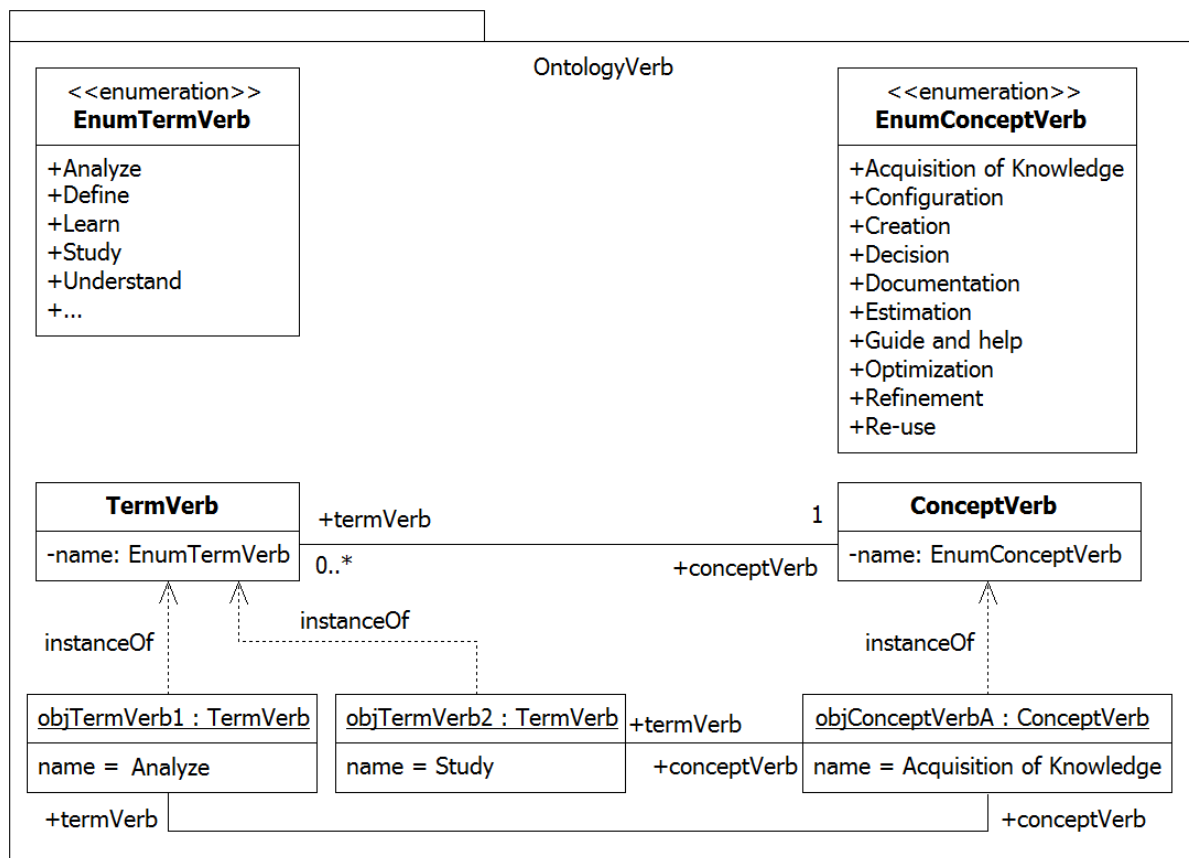 OntologyVerb
<<enumeration>>
EnumTermVerb
+Analyze
+Define
+Learn
+Study
+Understand
+...
<<enumeration>>
EnumConceptVerb
+Acquisition of Knowledge
+Configuration
+Creation
+Decision
+Documentation
+Estimation
+Guide and help
+Optimization
+Refinement
+Re-use
TermVerb
-name: EnumTermVerb
+termVerb
0..*
1
+conceptVerb
ConceptVerb
-name: EnumConceptVerb
instanceOf
instanceOf
instanceOf
objTermVerb1 : TermVerb
name = Analyze
objTermVerb2 : TermVerb
name = Study
+termVerb
+conceptVerb
objConceptVerbA : ConceptVerb
name = Acquisition of Knowledge
+termVerb
+conceptVerb